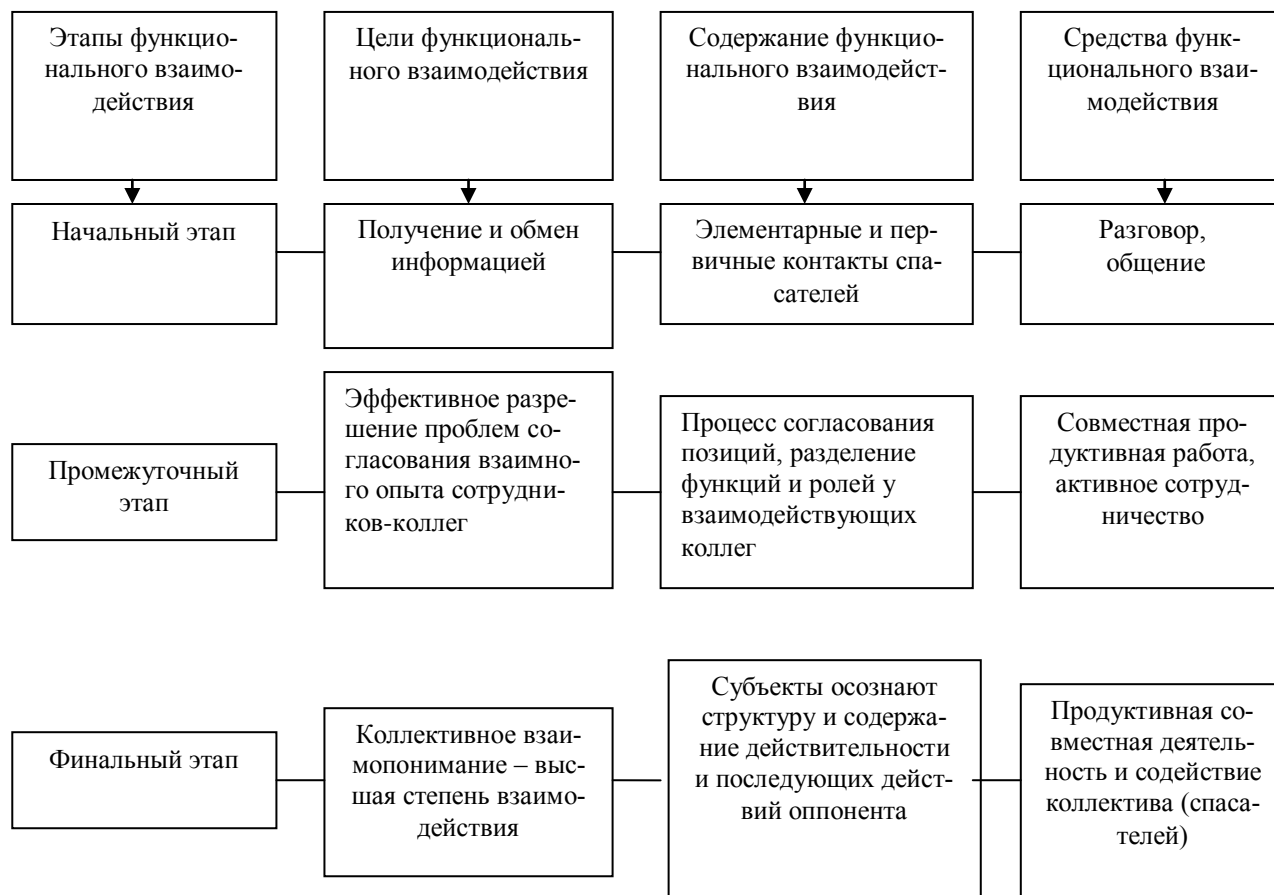 Этапы функцио-
нального взаимо-
действия
Цели функциональ-
ного взаимодействия
Содержание функцио-
нального взаимодейст-
вия
Средства функ-
ционального взаи-
модействия
Начальный этап
Получение и обмен
информацией
Элементарные и пер-
вичные контакты спа-
сателей
Разговор,
общение
Промежуточный
этап
Эффективное разре-
шение проблем со-
гласования взаимно-
го опыта сотрудни-
ков-коллег
Процесс согласования
позиций, разделение
функций и ролей у
взаимодействующих
коллег
Совместная про-
дуктивная работа,
активное сотруд-
ничество
Финальный этап
Коллективное взаи-
мопонимание – выс-
шая степень взаимо-
действия
Субъекты осознают
структуру и содержа-
ние действительности
и последующих дейст-
вий оппонента
Продуктивная со-
вместная деятель-
ность и содействие
коллектива (спаса-
телей)